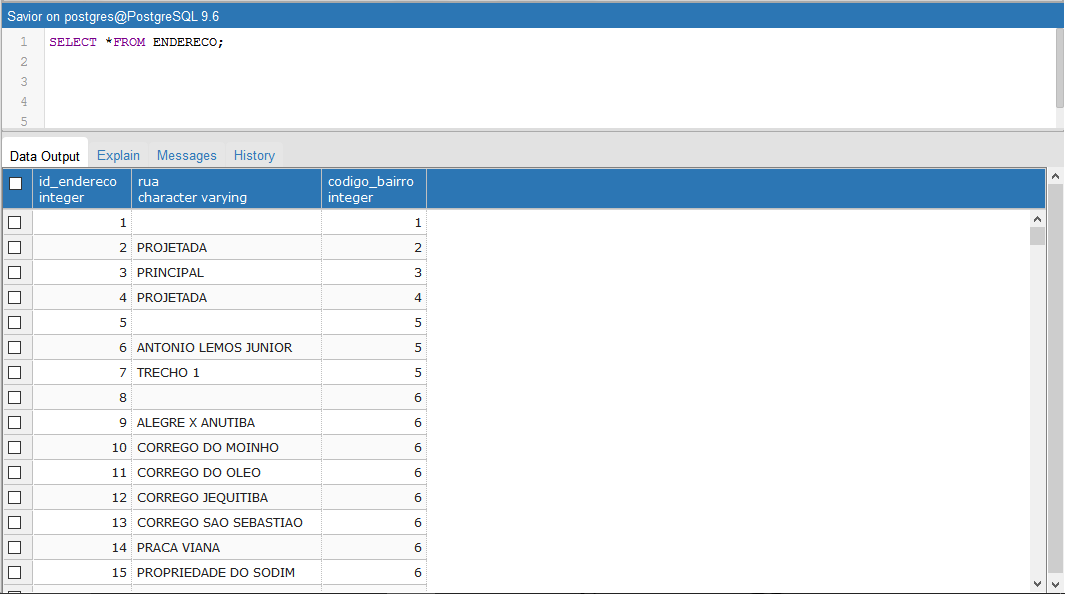 Savior on postgres@PostgreSQL 9.6
1 SELECT *FROM ENDERECO;
2
3
4
5
Data Output Explain Messages History
id_endereco rua codigo_bairro
integer character varying integer
1 1
2 PROJETADA 2
3 PRINCIPAL 3
4 PROJETADA 4
5 5
6 ANTONIO LEMOS JUNIOR 5
7 TRECHO 1 5
8 6
9 ALEGRE X ANUTIBA 6
10 CORREGO DO MOINHO 6
11 CORREGO DO OLEO 6
12 CORREGO JEQUITIBA 6
13 CORREGO SAO SEBASTIAO 6
14 PRACA VIANA 6
15 PROPRIEDADE DO SODIM 6